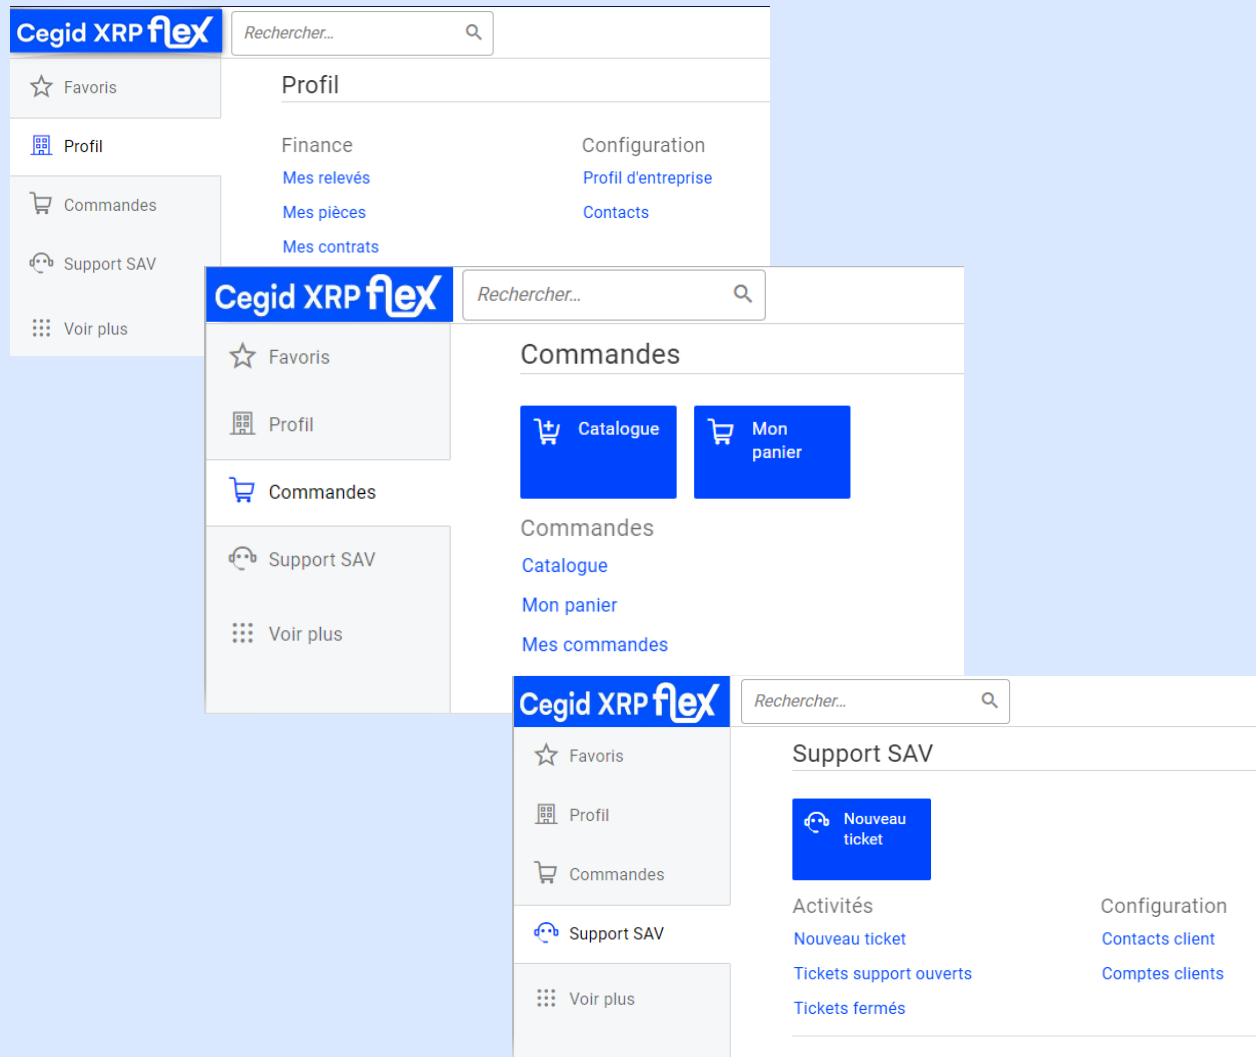 Cegid XRP flex
Rechercher...
Favoris
Profil
Commandes
Support SAV
Voir plus
Profil
Finance
Mes relevés
Mes pièces
Mes contrats
Configuration
Profil d'entreprise
Contacts
Cegid XRP flex
Rechercher...
Favoris
Profil
Commandes
Support SAV
Voir plus
Commandes
Catalogue
Mon
panier
Commandes
Catalogue
Mon panier
Mes commandes
Cegid XRP flex
Rechercher...
Favoris
Profil
Commandes
Support SAV
Voir plus
Support SAV
Nouveau
ticket
Activités
Nouveau ticket
Tickets support ouverts
Tickets fermés
Configuration
Contacts client
Comptes clients